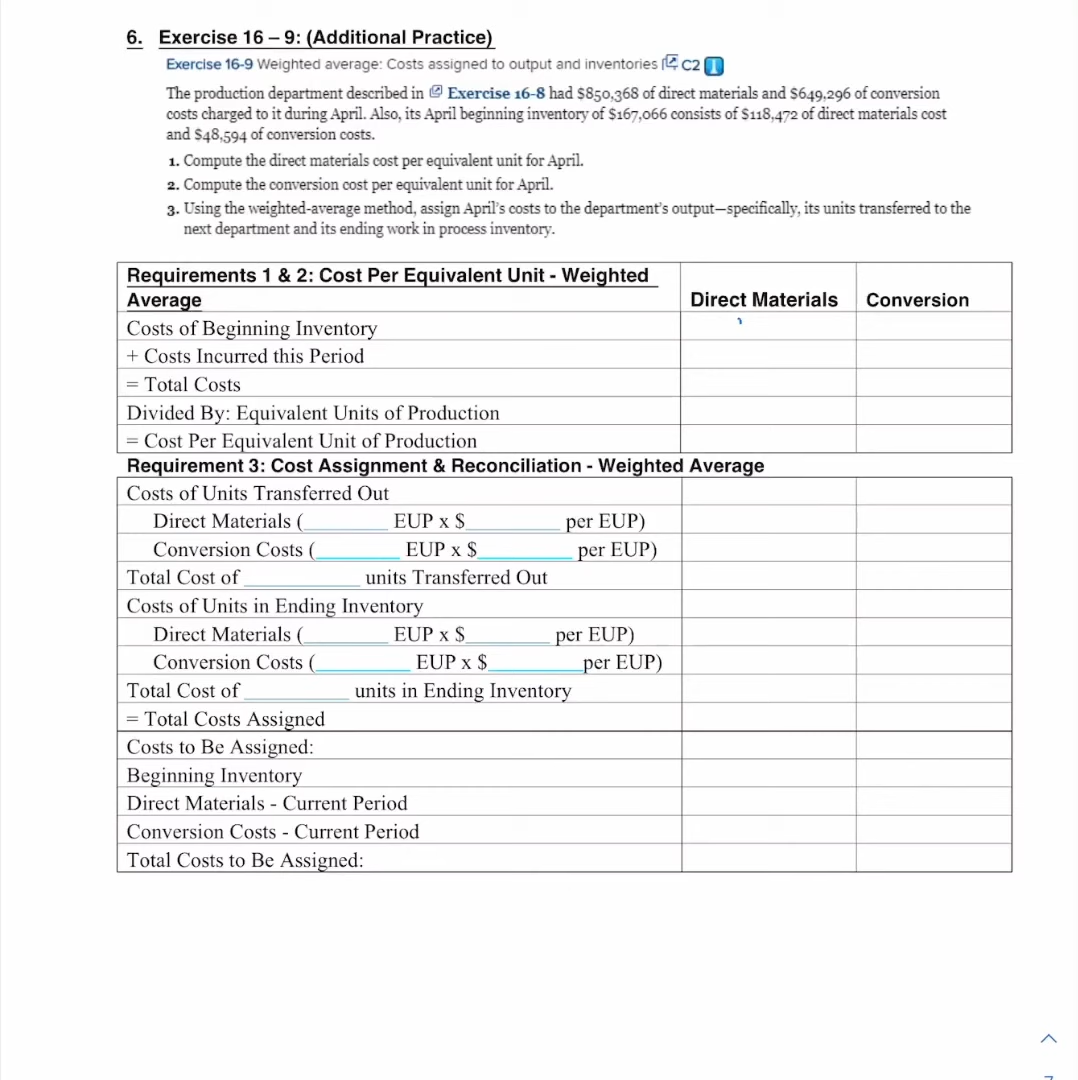 6. Exercise 16 – 9: (Additional Practice)
Exercise 16-9 Weighted average: Costs assigned to output and inventories C2
The production department described in Exercise 16-8 had $850,368 of direct materials and $649,296 of conversion
costs charged to it during April. Also, its April beginning inventory of $167,066 consists of $118,472 of direct materials cost
and $48,594 of conversion costs.
1. Compute the direct materials cost per equivalent unit for April.
2. Compute the conversion cost per equivalent unit for April.
3. Using the weighted-average method, assign April's costs to the department's output—specifically, its units transferred to the
next department and its ending work in process inventory.
Requirements 1 & 2: Cost Per Equivalent Unit - Weighted
Average Direct Materials Conversion
Costs of Beginning Inventory
+ Costs Incurred this Period
= Total Costs
Divided By: Equivalent Units of Production
= Cost Per Equivalent Unit of Production
Requirement 3: Cost Assignment & Reconciliation - Weighted Average
Costs of Units Transferred Out
Direct Materials (________ EUP x $_________ per EUP)
Conversion Costs (________ EUP x $_________ per EUP)
Total Cost of ___________ units Transferred Out
Costs of Units in Ending Inventory
Direct Materials (________ EUP x $________ per EUP)
Conversion Costs (_________ EUP x $_________per EUP)
Total Cost of __________ units in Ending Inventory
= Total Costs Assigned
Costs to Be Assigned:
Beginning Inventory
Direct Materials - Current Period
Conversion Costs - Current Period
Total Costs to Be Assigned: